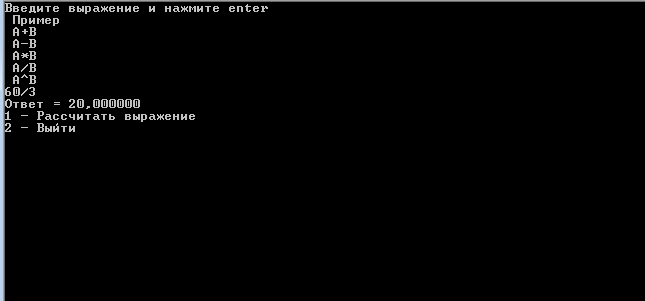 Введите выражение и нажмите enter
Пример
A+B
A-B
A*B
A/B
A^B
60/3
Ответ = 20,000000
1 - Рассчитать выражение
2 - Выйти